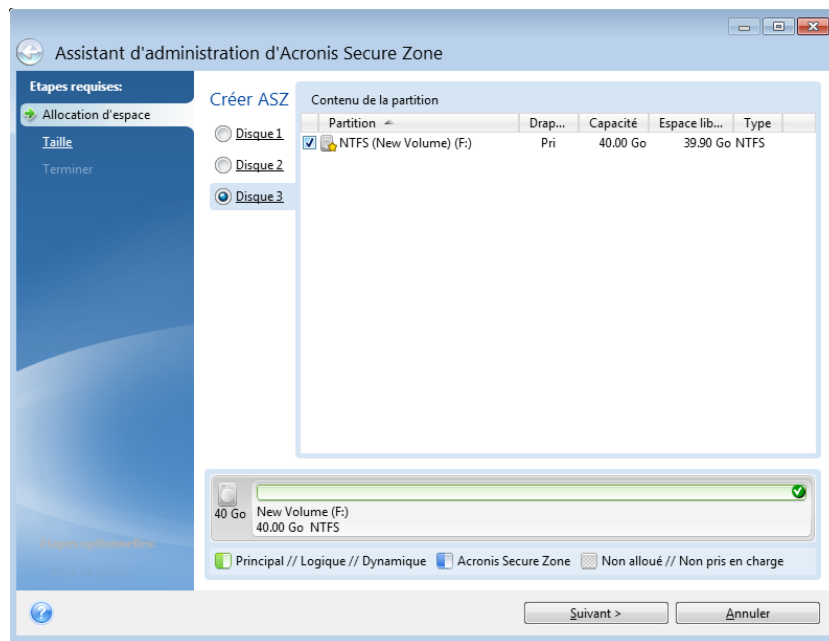 Assistant d'administration d'Acronis Secure Zone
Etapes requises:
Allocation d'espace
Taille
Terminer
Créer ASZ
Disque 1
Disque 2
Disque 3
Contenu de la partition
Partition Drap... Capacité Espace lib... Type
NTFS (New Volume) (F:) Pri 40.00 Go 39.90 Go NTFS
40 Go
New Volume (F:)
40.00 Go NTFS
Principal // Logique // Dynamique Acronis Secure Zone Non alloué // Non pris en charge
Etapes optionnelles:
Suivant > Annuler